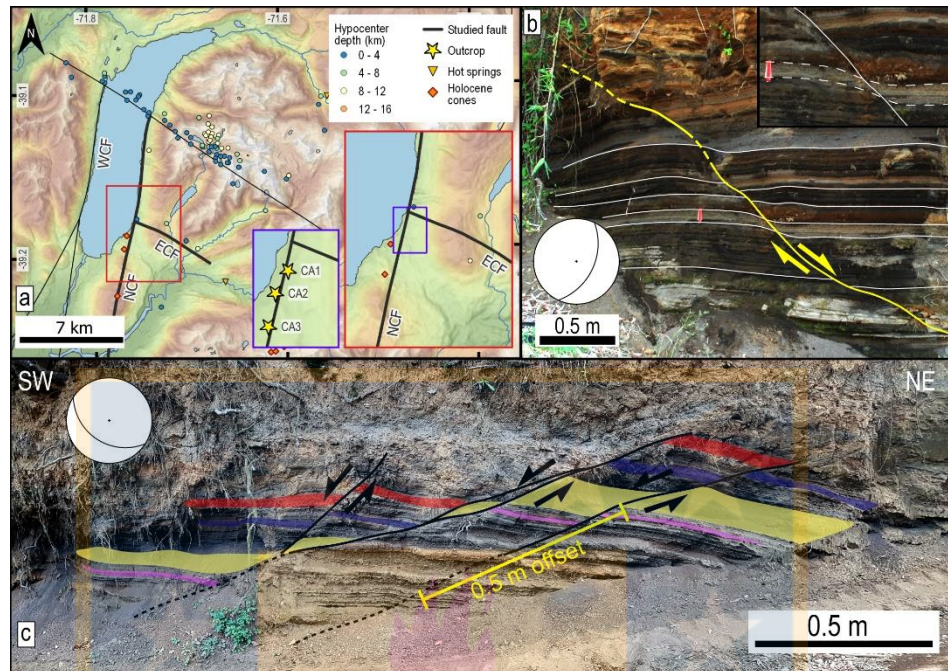 -71.8
-71.6
N
-39.1
-39.2
Hypocenter
depth (km)
0 - 4
4 - 8
8 - 12
12 - 16
Studied fault
Outcrop
Hot springs
Holocene
cones
WCF
ECF
NCF
CA1
CA2
CA3
ECF
NCF
a
7 km
b
0.5 m
SW
NE
0.5 m offset
c
0.5 m